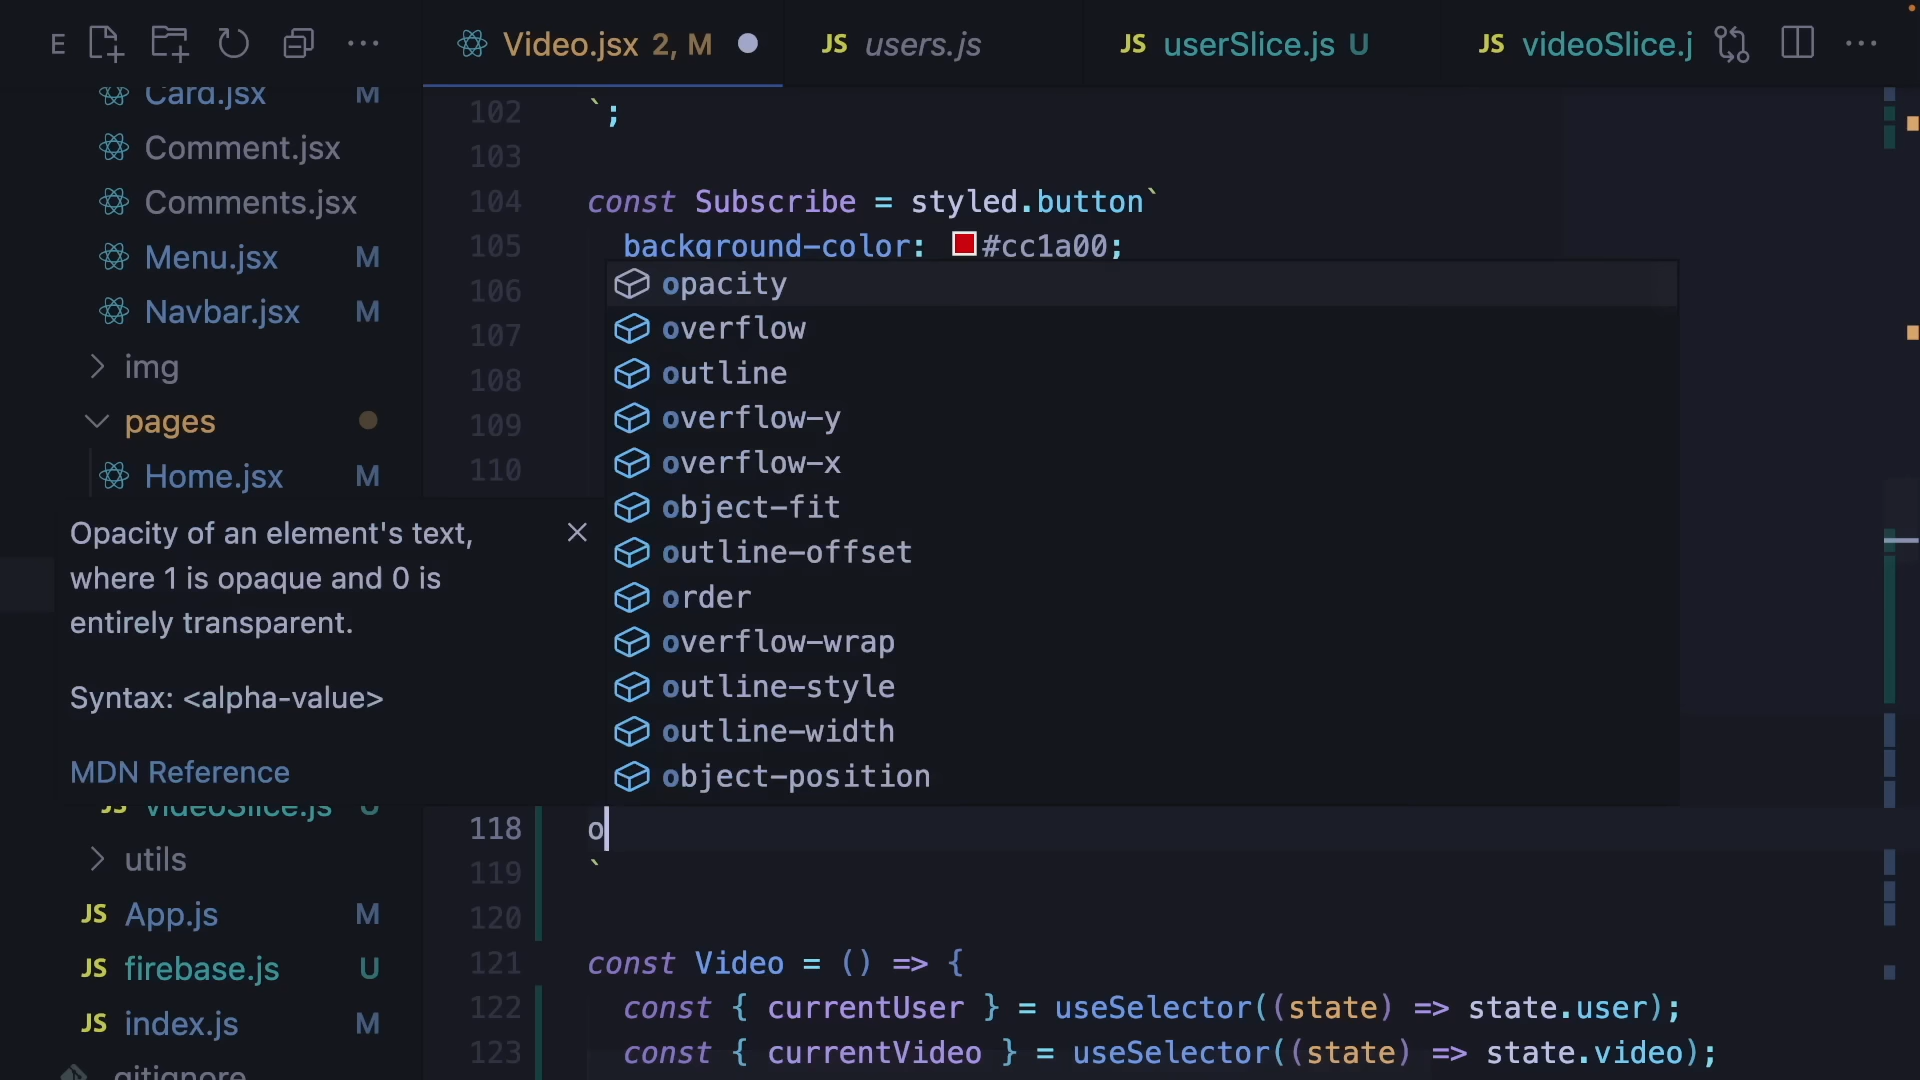 E
Video.jsx 2, M
JS users.js
JS userSlice.js U
JS videoSlice.j
Card.jsx M
Comment.jsx
Comments.jsx
Menu.jsx M
Navbar.jsx M
img
pages
Home.jsx M
Opacity of an element's text,
where 1 is opaque and 0 is
entirely transparent.
Syntax: <alpha-value>
MDN Reference
JS videoSlice.js U
utils
JS App.js M
JS firebase.js U
JS index.js M
.gitignore
102 `;
103
104 const Subscribe = styled.button`
105 background-color: #cc1a00;
106
107
108
109
110
opacity
overflow
outline
overflow-y
overflow-x
object-fit
outline-offset
order
overflow-wrap
outline-style
outline-width
object-position
118 o
119 `
120
121 const Video = () => {
122 const { currentUser } = useSelector((state) => state.user);
123 const { currentVideo } = useSelector((state) => state.video);